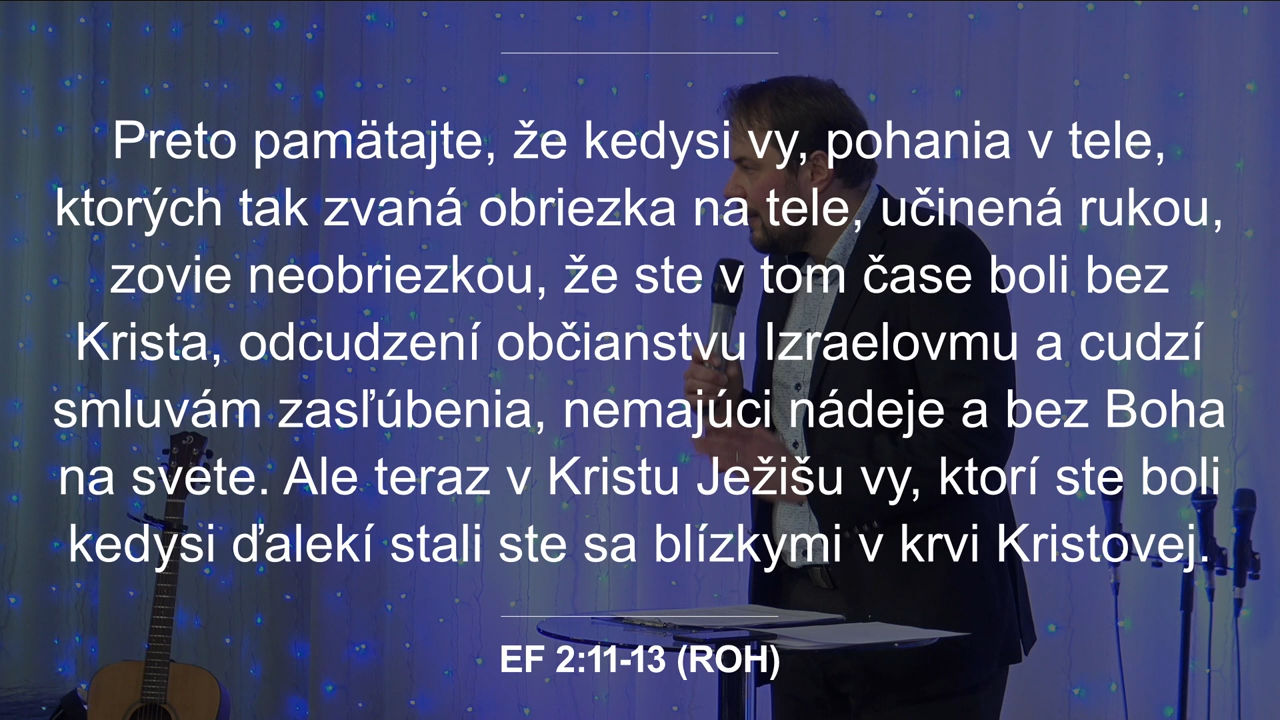 Preto pamätajte, že kedysi vy, pohania v tele,
ktorých tak zvaná obriezka na tele, učinená rukou,
zovie neobriezkou, že ste v tom čase boli bez
Krista, odcudzení občianstvu Izraelovmu a cudzí
smluvám zasľúbenia, nemajúci nádeje a bez Boha
na svete. Ale teraz v Kristu Ježišu vy, ktorí ste boli
kedysi ďalekí stali ste sa blízkymi v krvi Kristovej.
EF 2:11-13 (ROH)